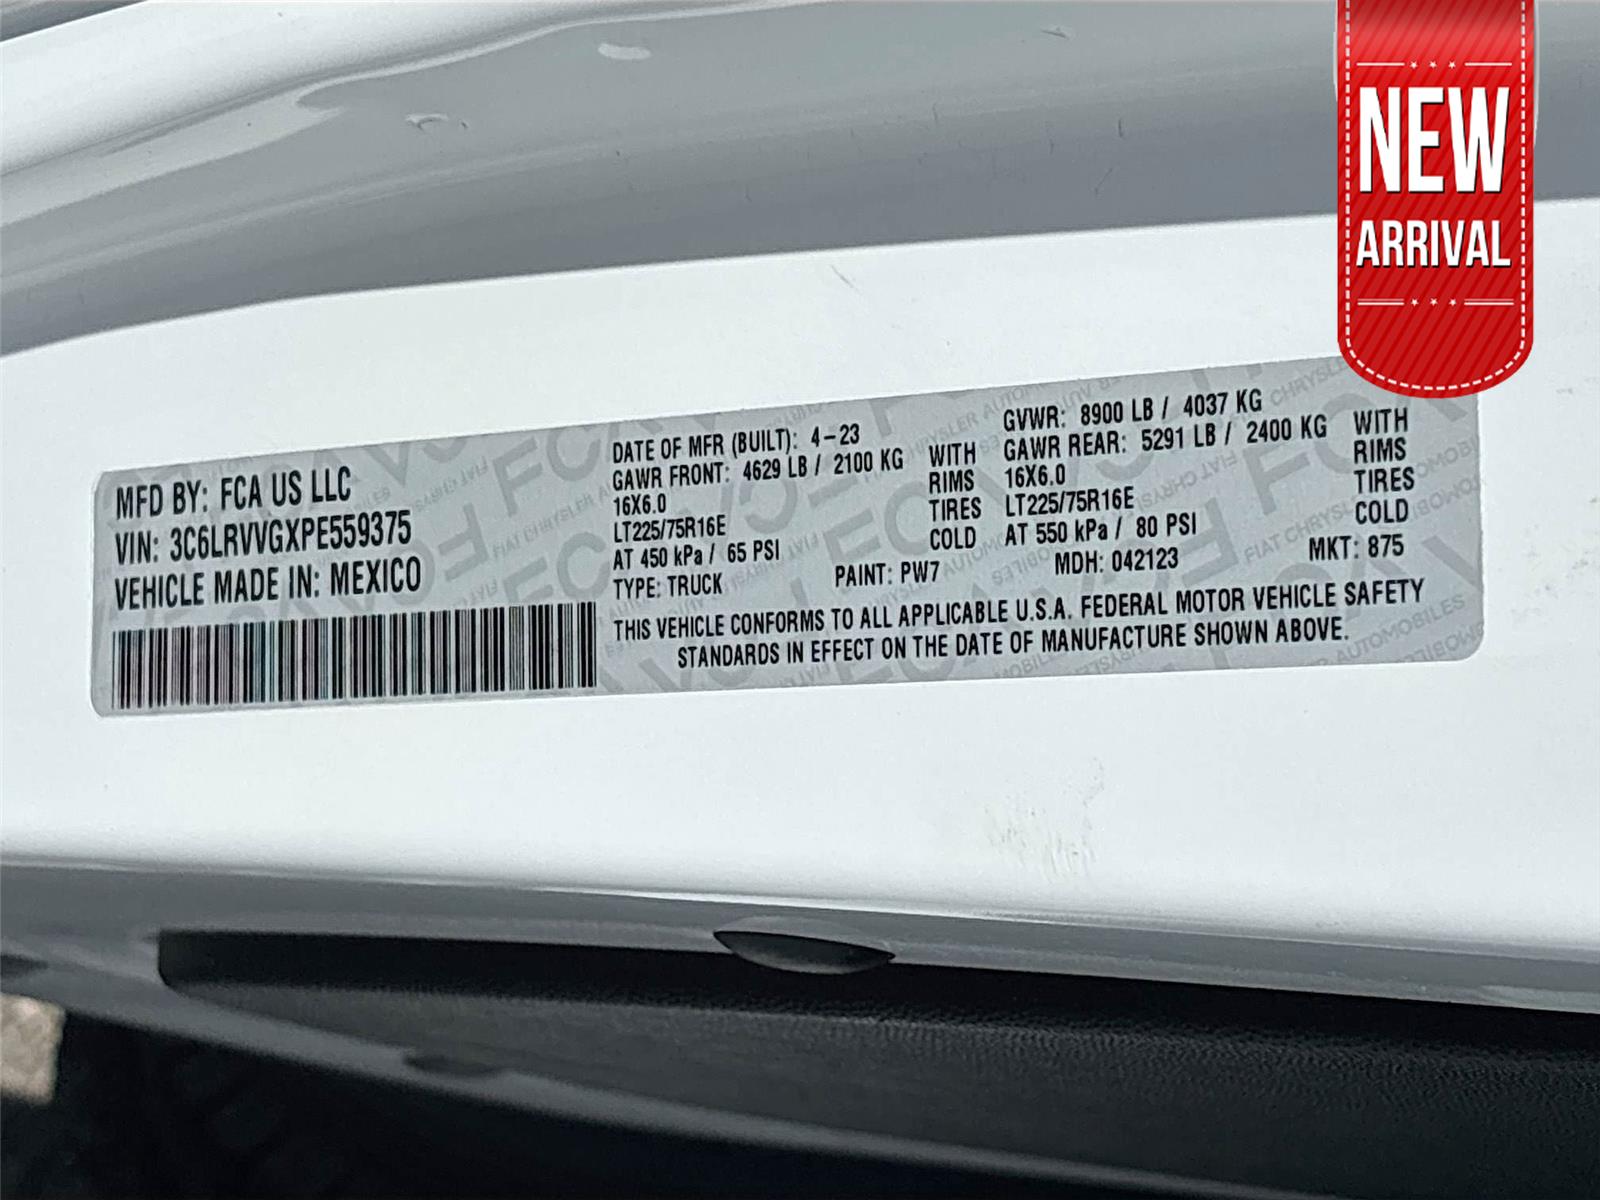 NEW
ARRIVAL
MFD BY: FCA US LLC
VIN: 3C6LRVVGXPE559375
VEHICLE MADE IN: MEXICO
DATE OF MFR (BUILT): 4-23
GAWR FRONT: 4629 LB / 2100 KG WITH
16X6.0 RIMS
LT225/75R16E TIRES
AT 450 kPa / 65 PSI COLD
TYPE: TRUCK
GVWR: 8900 LB / 4037 KG
GAWR REAR: 5291 LB / 2400 KG WITH
16X6.0 RIMS
LT225/75R16E TIRES
AT 550 kPa / 80 PSI COLD
PAINT: PW7 MDH: 042123 MKT: 875
THIS VEHICLE CONFORMS TO ALL APPLICABLE U.S.A. FEDERAL MOTOR VEHICLE SAFETY
STANDARDS IN EFFECT ON THE DATE OF MANUFACTURE SHOWN ABOVE.